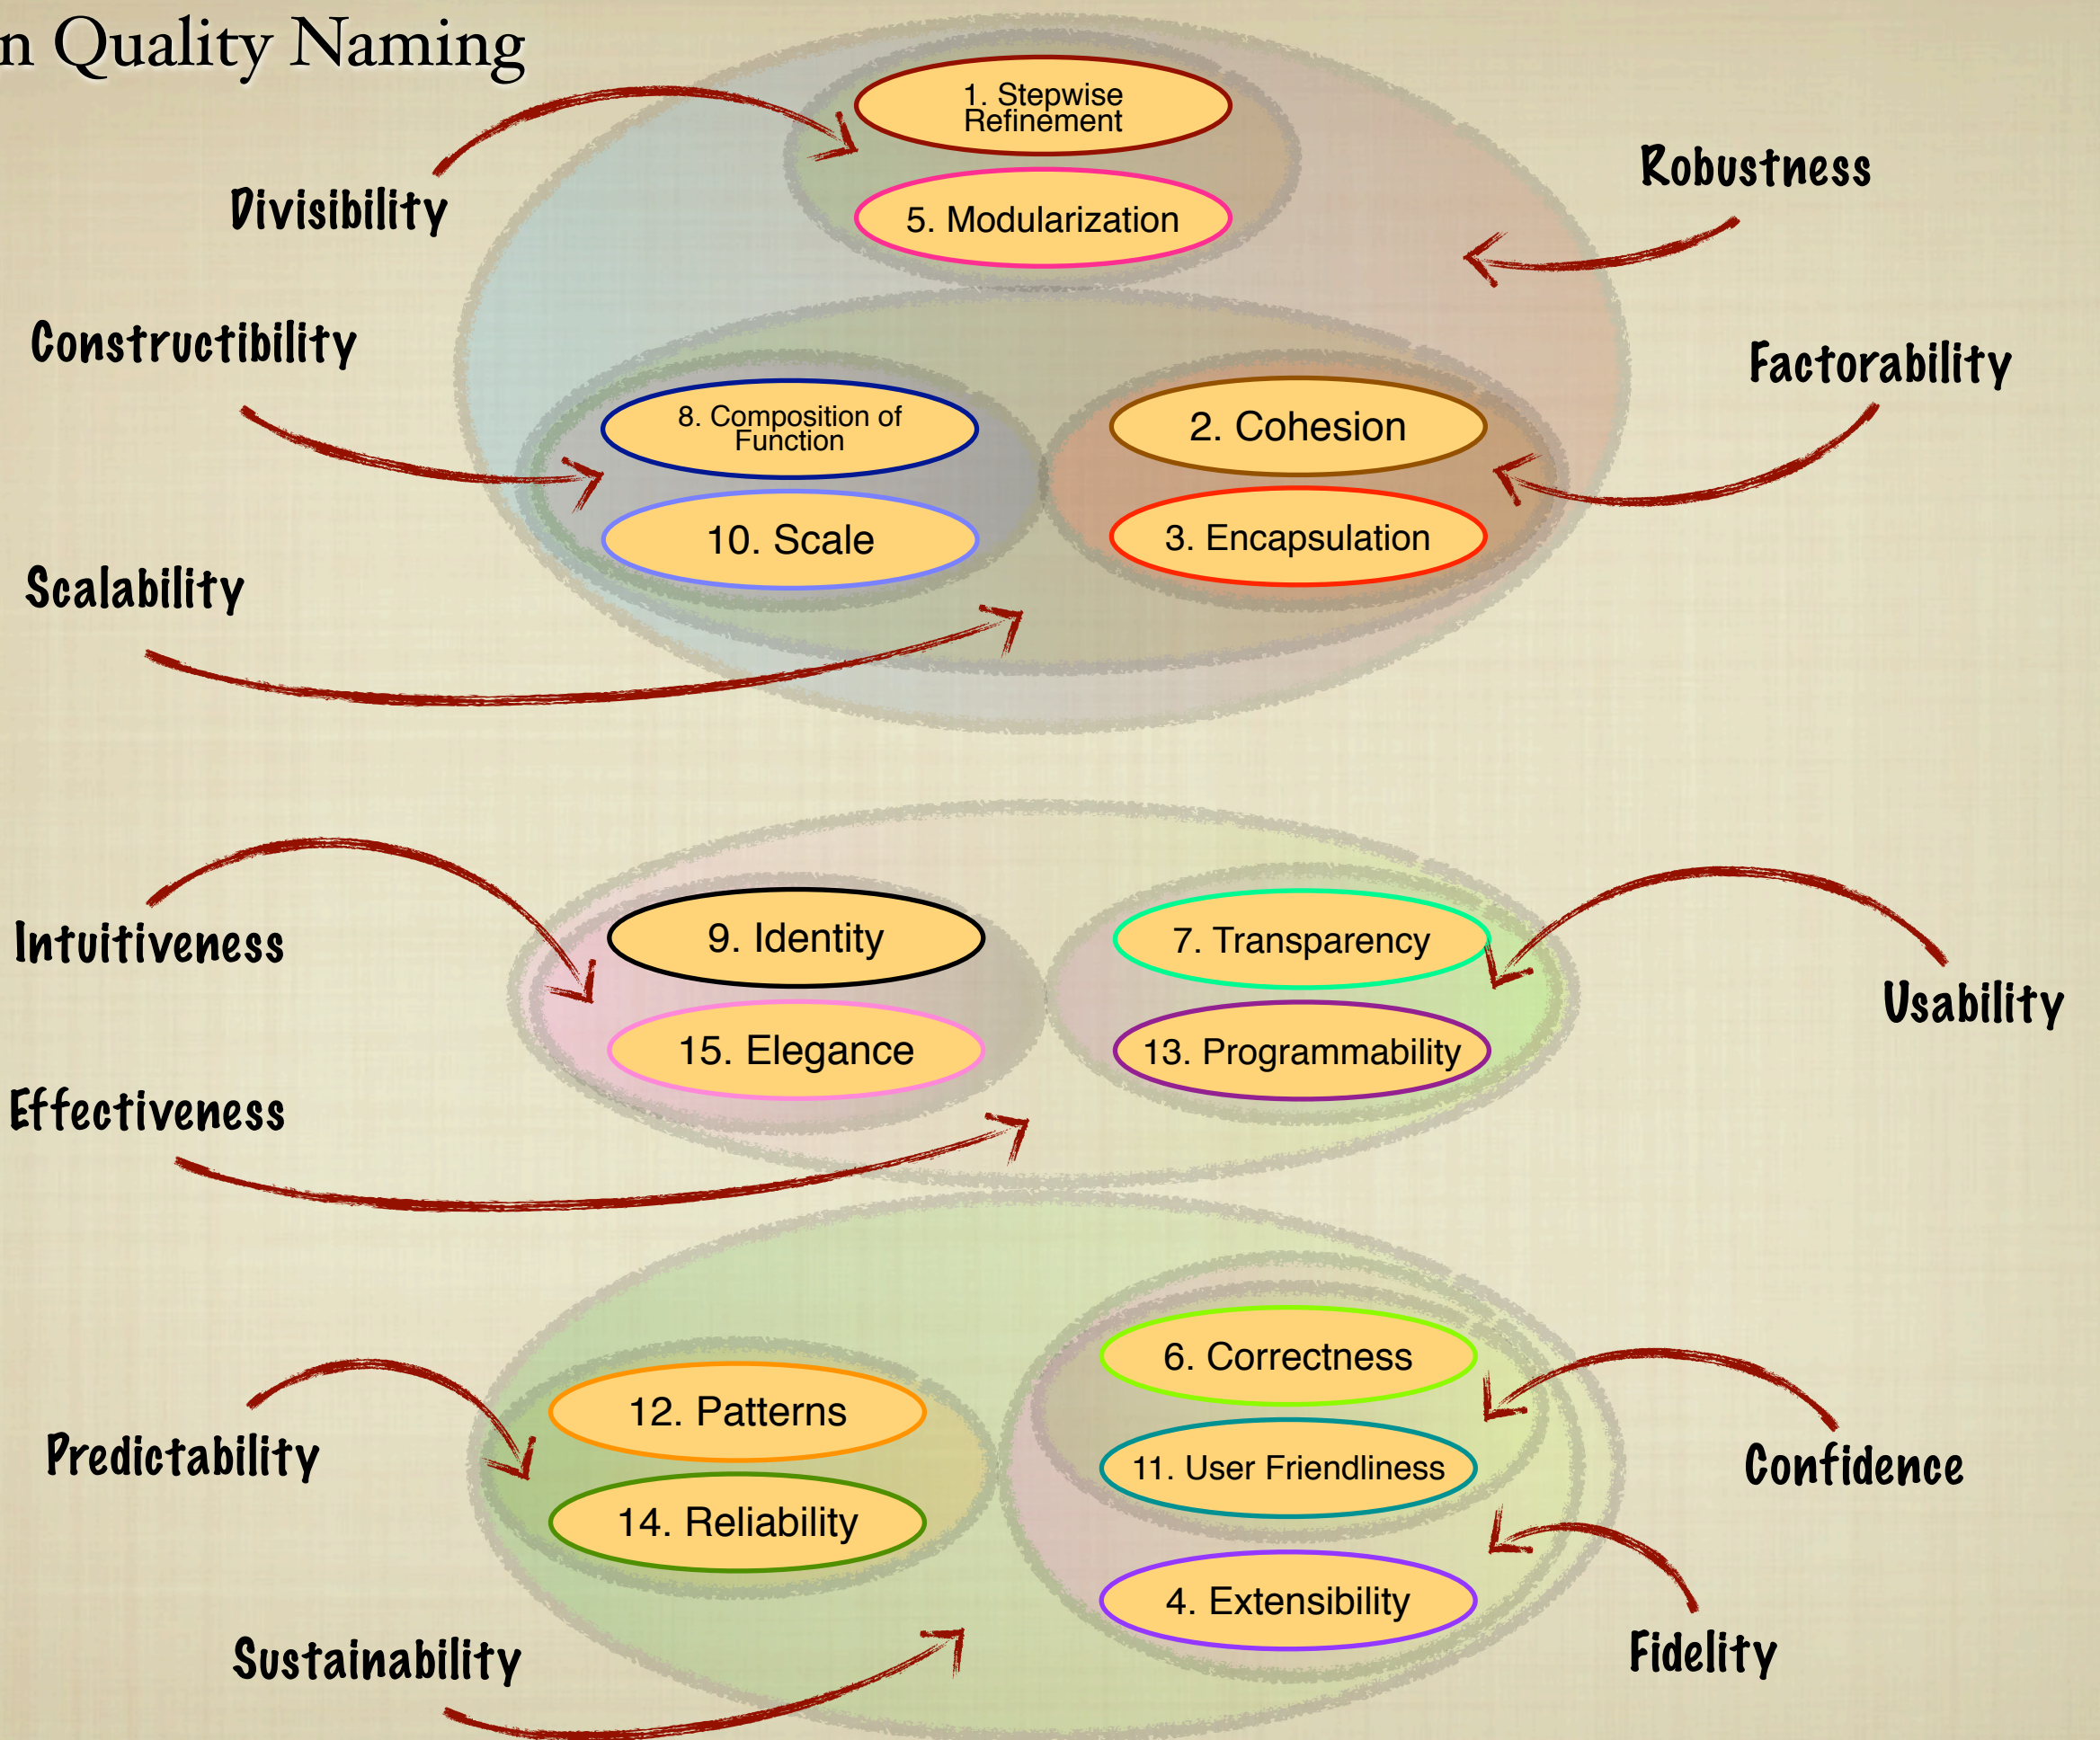 n Quality Naming
1. Stepwise
Refinement
Divisibility
5. Modularization
Robustness
Constructibility
Factorability
8. Composition of
Function
2. Cohesion
10. Scale
3. Encapsulation
Scalability
Intuitiveness
9. Identity
7. Transparency
Usability
15. Elegance
13. Programmability
Effectiveness
6. Correctness
12. Patterns
Predictability
11. User Friendliness
Confidence
14. Reliability
4. Extensibility
Sustainability
Fidelity